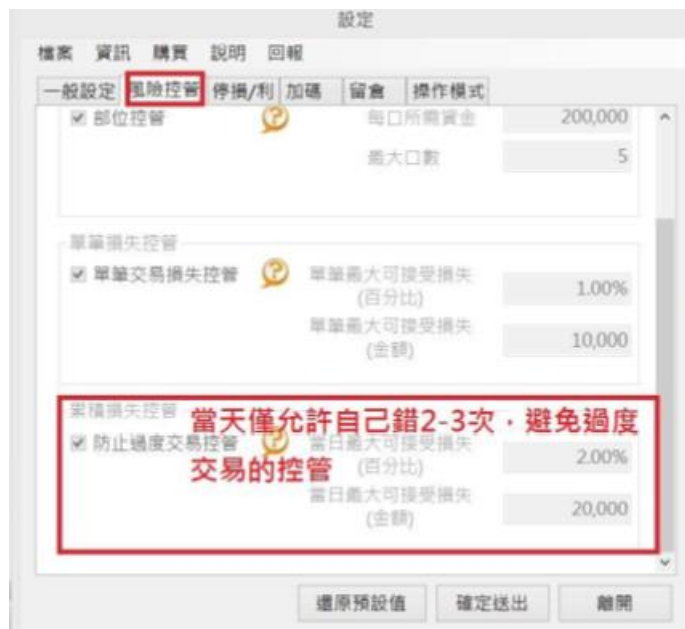 設定
檔案 資訊 購買 說明 回報
一般設定 風險控管 停損/利 加碼 留倉 操作模式
部位控管 每口所需資金 200,000
最大口數 5
單筆損失控管
單筆交易損失控管 單筆最大可接受損失 1.00%
(百分比)
單筆最大可接受損失 10,000
(金額)
累積損失控管
當天僅允許自己錯2-3次,避免過度
交易的控管
防止過度交易控管 當日最大可接受損失 2.00%
(百分比)
當日最大可接受損失 20,000
(金額)
還原預設值 確定送出 離開